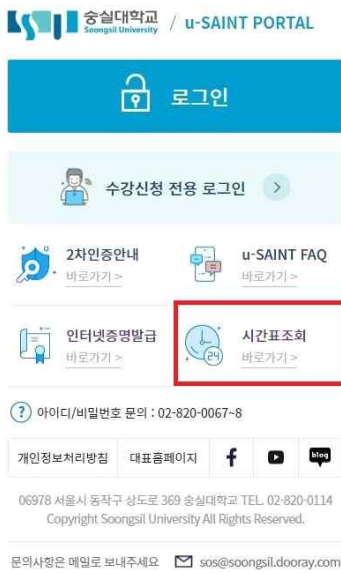 숭실대학교 / u-SAINT PORTAL
Soongsil University
로그인
수강신청 전용 로그인 >
2차인증안내
바로가기 >
u-SAINT FAQ
바로가기 >
인터넷증명발급
바로가기 >
24
시간표조회
바로가기 >
? 아이디/비밀번호 문의 : 02-820-0067~8
개인정보처리방침 대표홈페이지 f blog
06978 서울시 동작구 상도로 369 숭실대학교 TEL. 02-820-0114
Copyright Soongsil University All Rights Reserved.
문의사항은 메일로 보내주세요 sos@soongsil.dooray.com